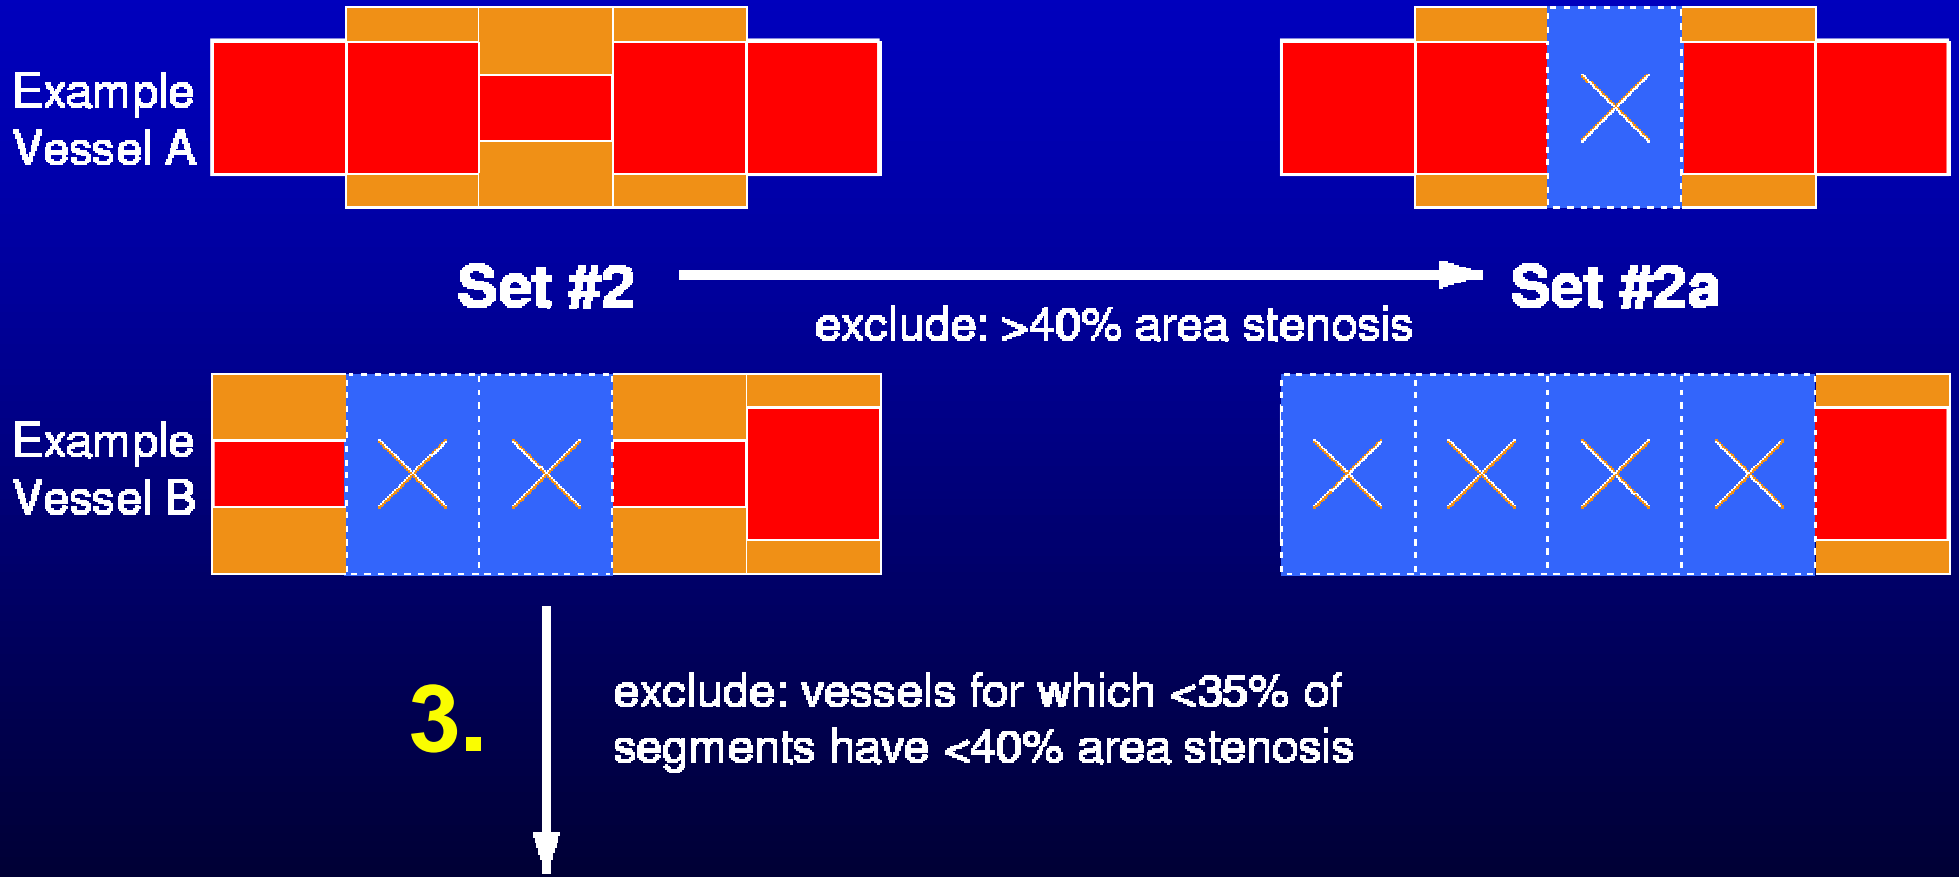 Example
Vessel A
Set #2
Set #2a
exclude: >40% area stenosis
Example
Vessel B
3.
exclude: vessels for which <35% of
segments have <40% area stenosis